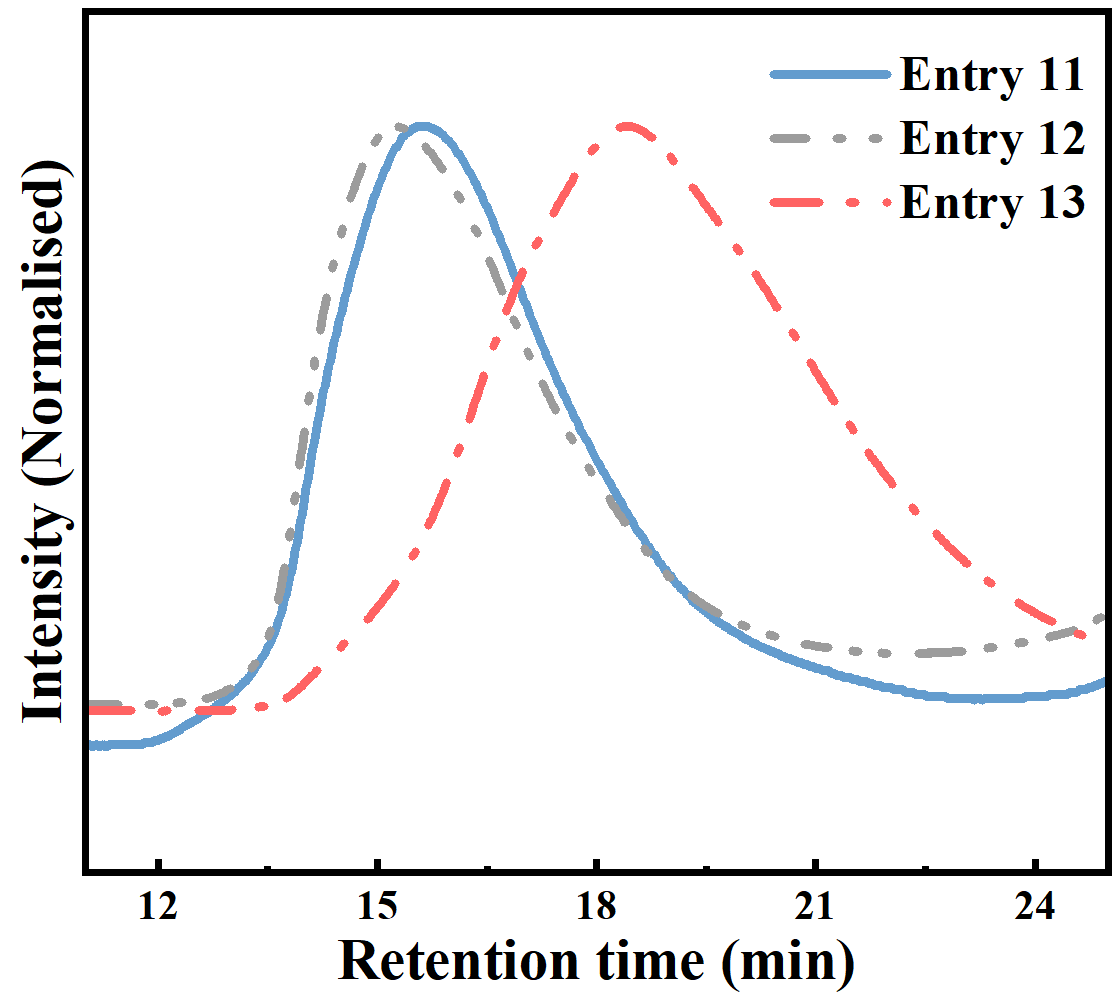 Entry 11
Entry 12
Entry 13
Intensity (Normalised)
12 15 18 21 24
Retention time (min)